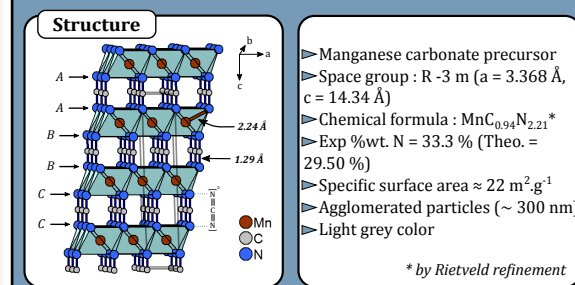 Structure
b
a
c
A
A
B
B
C
C
2.24 Å
1.29 Å
N
C
N
Mn
C
N
Manganese carbonate precursor
Space group : R -3 m (a = 3.368 Å,
c = 14.34 Å)
Chemical formula : MnC0.94N2.21*
Exp %wt. N = 33.3 % (Theo. =
29.50 %)
Specific surface area ≈ 22 m².g⁻¹
Agglomerated particles (~ 300 nm)
Light grey color
* by Rietveld refinement